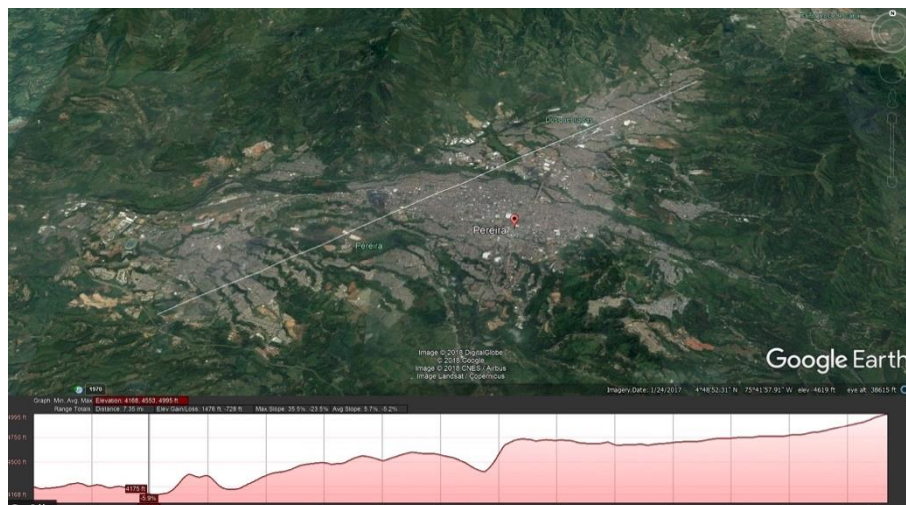 N
Dosquebradas
Pereira
Pereira
Image © 2018 DigitalGlobe
© 2018 Google
Image © 2018 CNES / Airbus
Image Landsat / Copernicus
Google Earth
1970
Imagery Date: 1/24/2017 4°48'52.31" N 75°41'57.91" W elev 4619 ft eye alt 38615 ft
Graph: Min, Avg, Max Elevation: 4168, 4553, 4995 ft
Range Totals: Distance: 7.35 mi Elev Gain/Loss: 1476 ft, -728 ft Max Slope: 35.5%, -23.5% Avg Slope: 5.7%, -5.2%
4995 ft
4750 ft
4500 ft
4175 ft
4168 ft
-5.9%